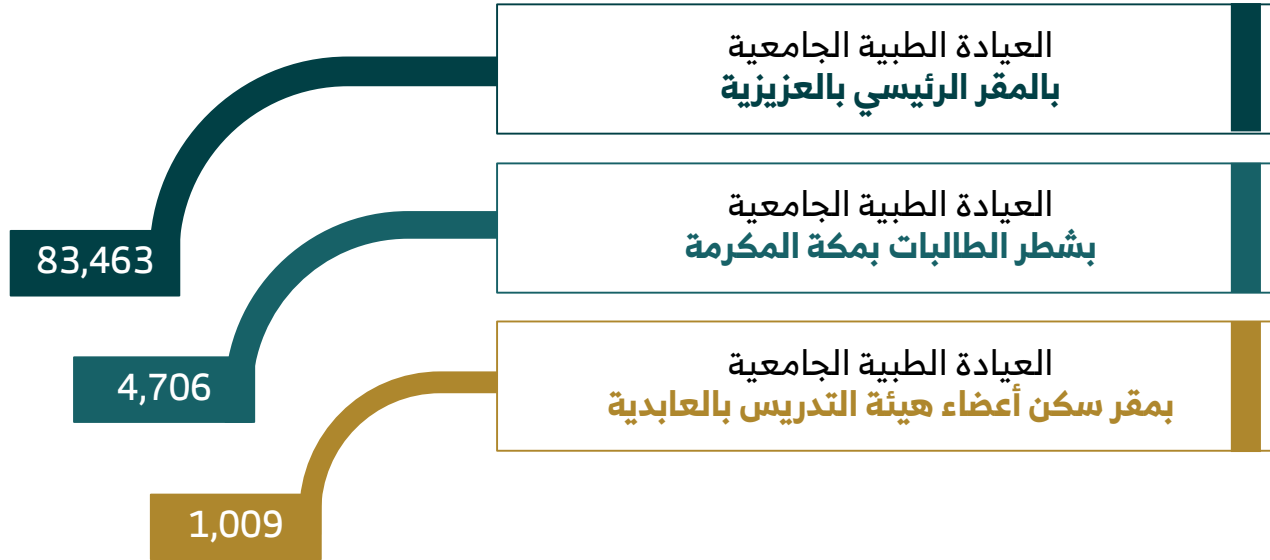 العيادة الطبية الجامعية
بالمقر الرئيسي بالعزيزية
83,463
العيادة الطبية الجامعية
بشطر الطالبات بمكة المكرمة
4,706
العيادة الطبية الجامعية
بمقر سكن أعضاء هيئة التدريس بالعابدية
1,009